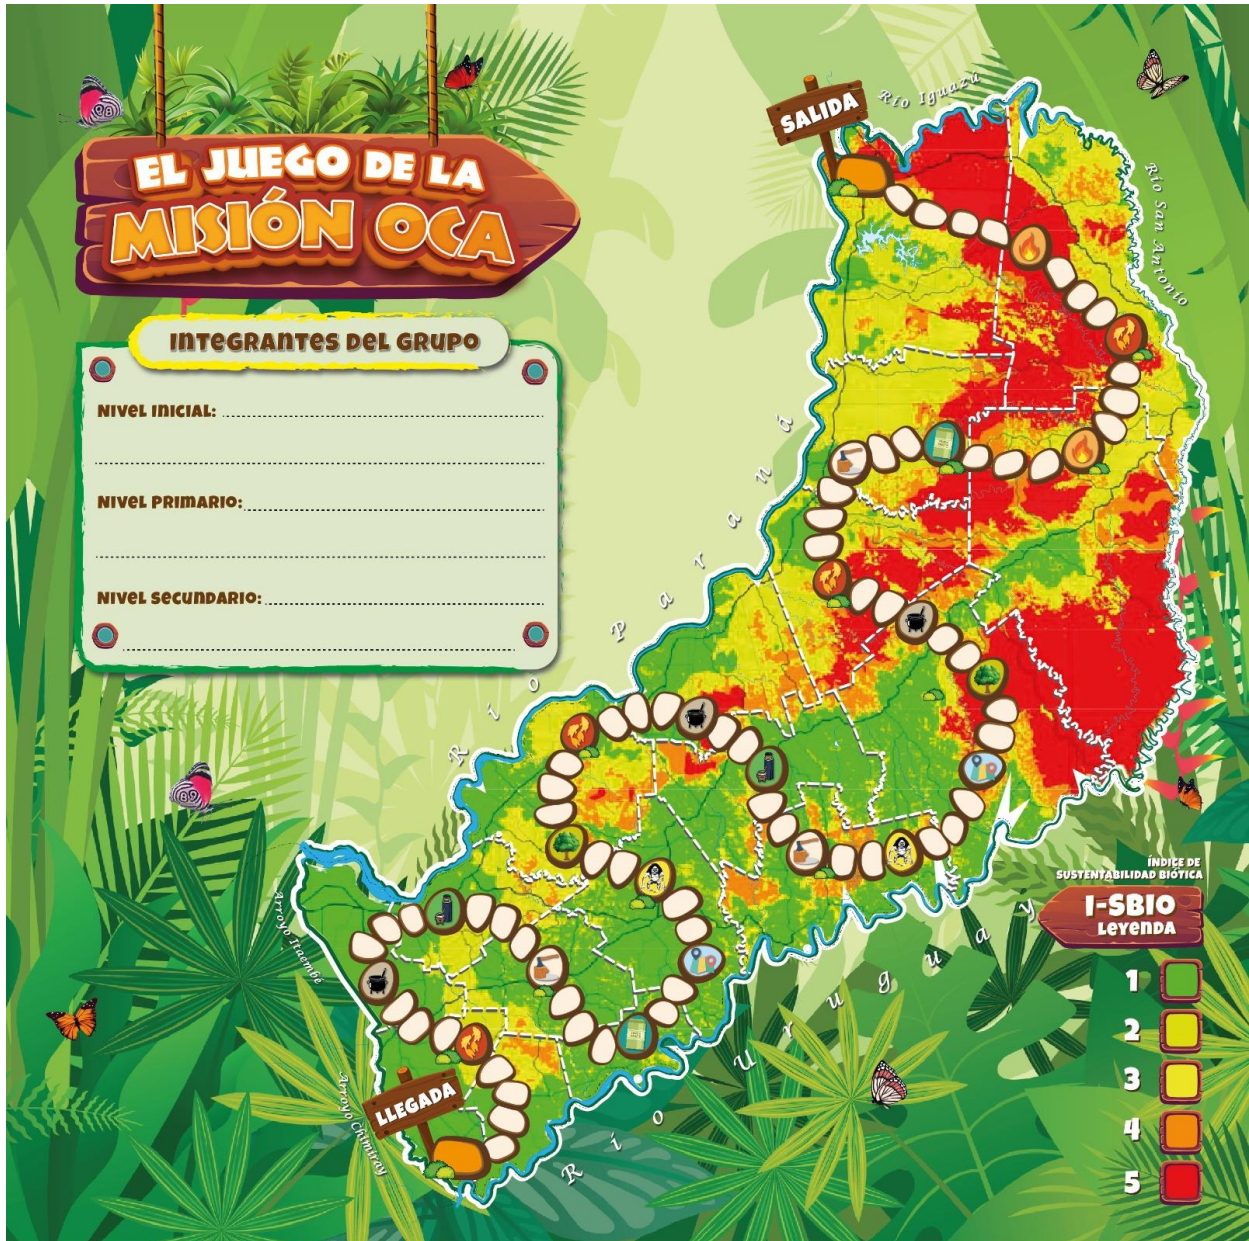 EL JUEGO DE LA
MISIÓN OCA
INTEGRANTES DEL GRUPO
NIVEL INICIAL:
NIVEL PRIMARIO:
NIVEL SECUNDARIO:
SALIDA
Río Iguazú
Río San Antonio
Río Paraná
Arroyo Itaembé
Arroyo Chimiray
LLEGADA
Río Uruguay
ÍNDICE DE
SUSTENTABILIDAD BIÓTICA
I-SBIO
LEYENDA
1
2
3
4
5